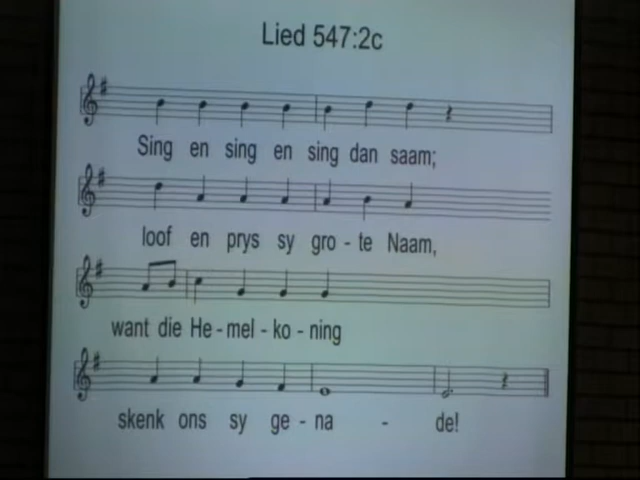 Lied 547:2c
Sing en sing en sing dan saam;
loof en prys sy gro - te Naam,
want die He - mel - ko - ning
skenk ons sy ge - na - de!